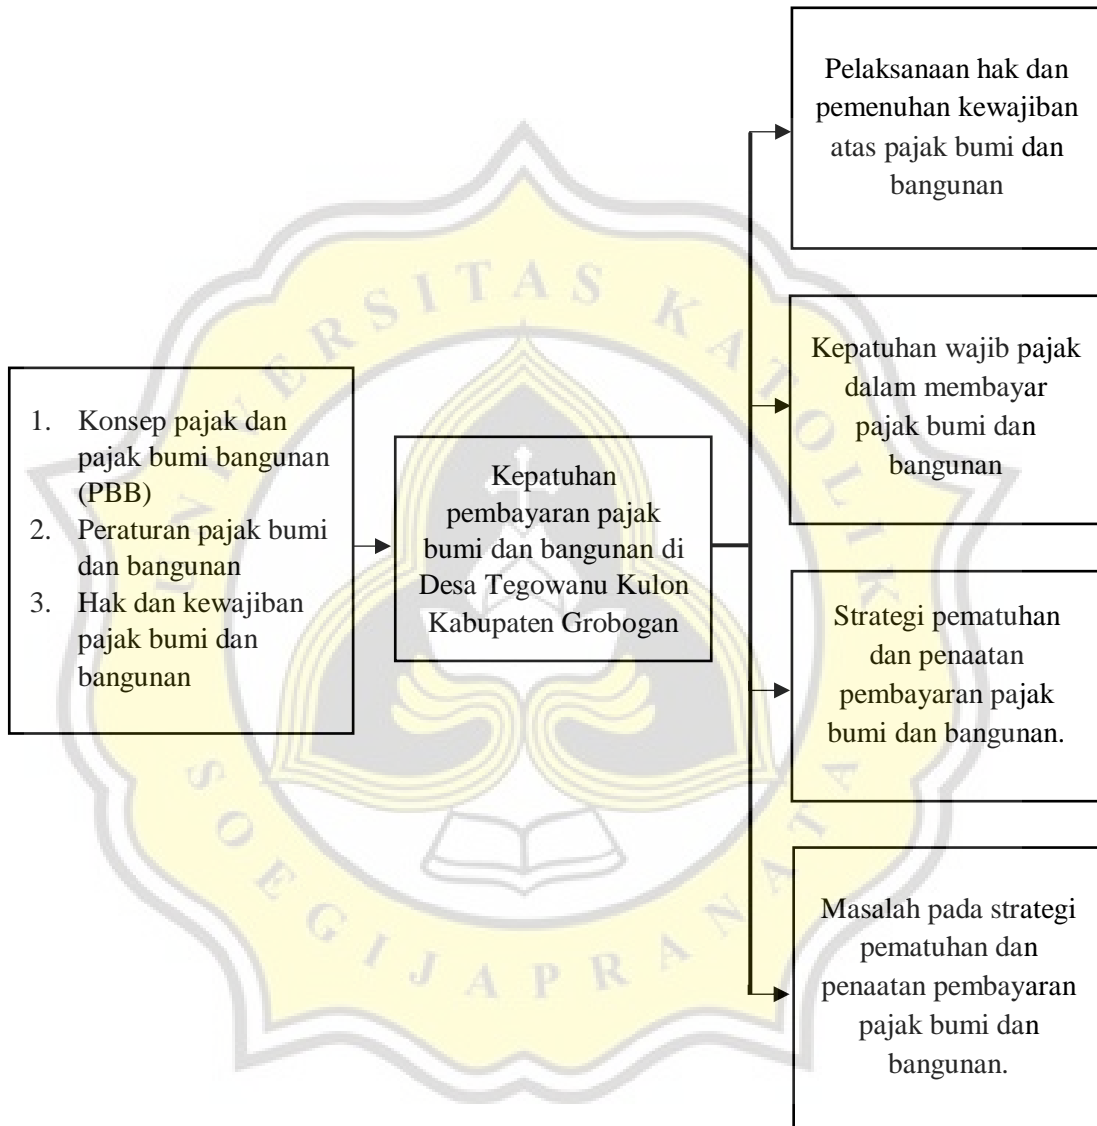 1. Konsep pajak dan
pajak bumi bangunan
(PBB)
2. Peraturan pajak bumi
dan bangunan
3. Hak dan kewajiban
pajak bumi dan
bangunan
Kepatuhan
pembayaran pajak
bumi dan bangunan di
Desa Tegowanu Kulon
Kabupaten Grobogan
Pelaksanaan hak dan
pemenuhan kewajiban
atas pajak bumi dan
bangunan
Kepatuhan wajib pajak
dalam membayar
pajak bumi dan
bangunan
Strategi pematuhan
dan penaatan
pembayaran pajak
bumi dan bangunan.
Masalah pada strategi
pematuhan dan
penaatan pembayaran
pajak bumi dan
bangunan.
UNIVERSITAS KATOLIK
SOEGIJAPRANATA